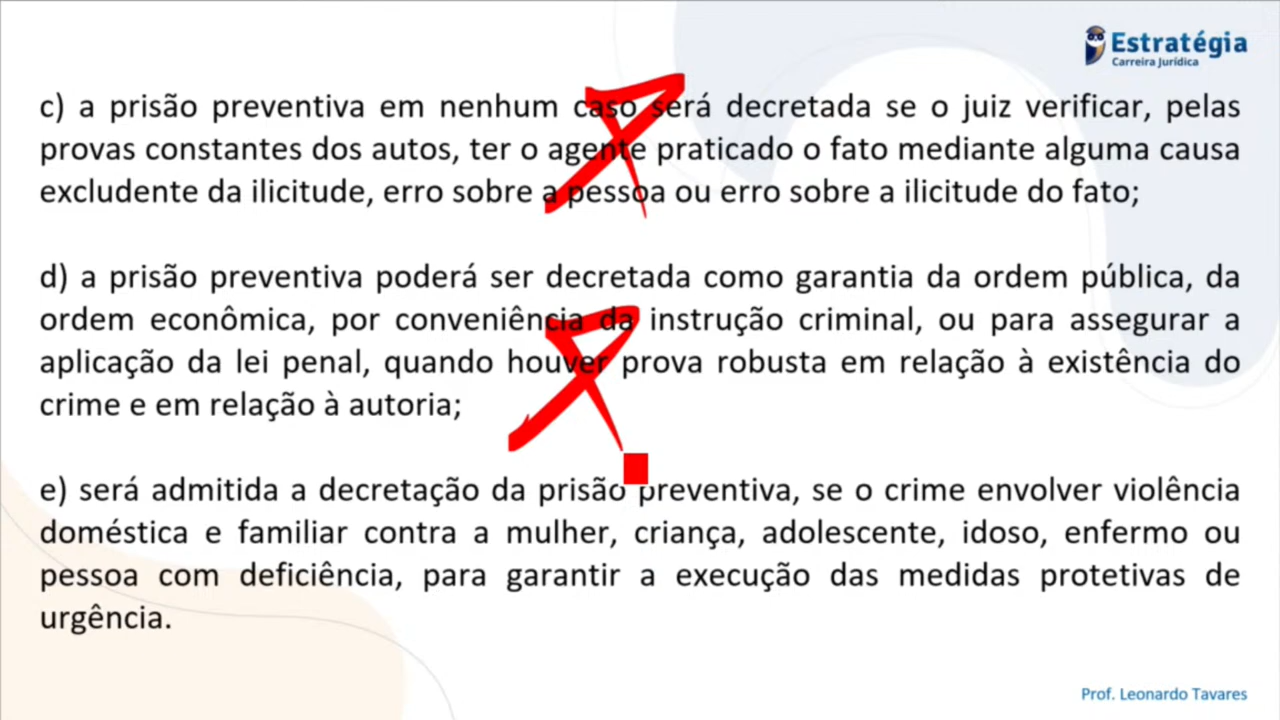 Estratégia
Carreira Jurídica
c) a prisão preventiva em nenhum caso será decretada se o juiz verificar, pelas
provas constantes dos autos, ter o agente praticado o fato mediante alguma causa
excludente da ilicitude, erro sobre a pessoa ou erro sobre a ilicitude do fato;
d) a prisão preventiva poderá ser decretada como garantia da ordem pública, da
ordem econômica, por conveniência da instrução criminal, ou para assegurar a
aplicação da lei penal, quando houver prova robusta em relação à existência do
crime e em relação à autoria;
e) será admitida a decretação da prisão preventiva, se o crime envolver violência
doméstica e familiar contra a mulher, criança, adolescente, idoso, enfermo ou
pessoa com deficiência, para garantir a execução das medidas protetivas de
urgência.
Prof. Leonardo Tavares